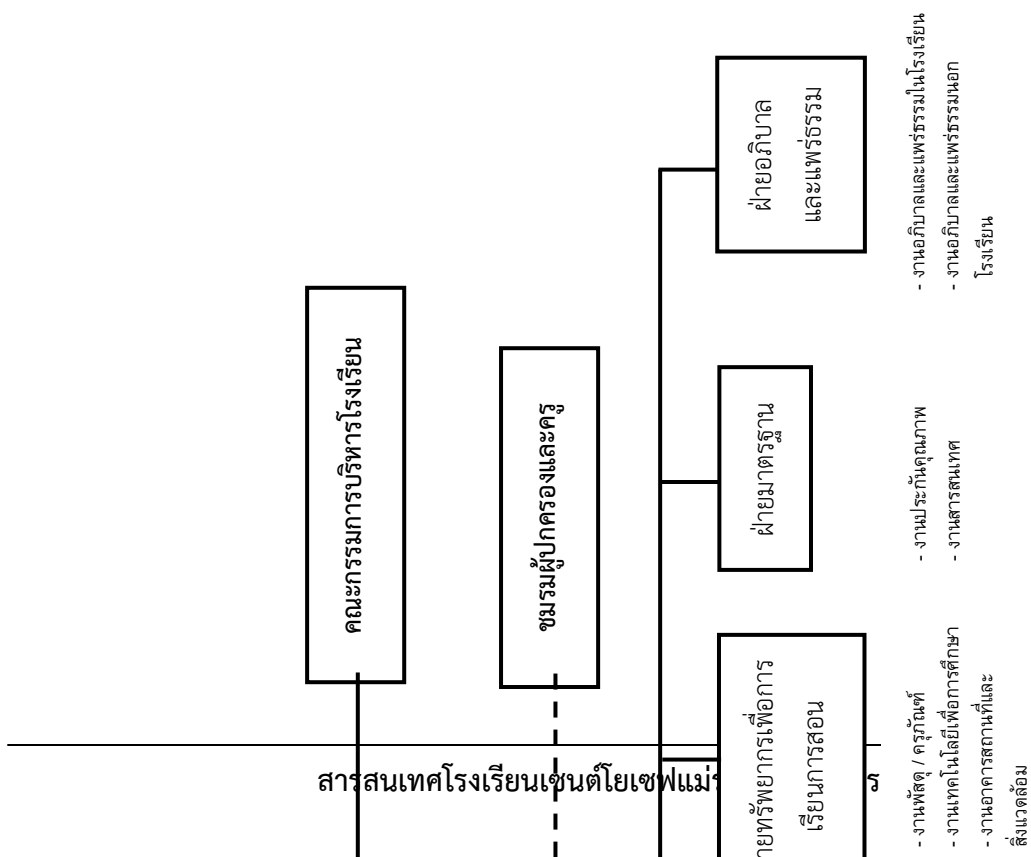 คณะกรรมการบริหารโรงเรียน
ชมรมผู้ปกครองและครู
ฝ่ายอภิบาล
และแพร่ธรรม
- งานอภิบาลและแพร่ธรรมในโรงเรียน
- งานอภิบาลและแพร่ธรรมนอก
โรงเรียน
ฝ่ายมาตรฐาน
- งานประกันคุณภาพ
- งานสารสนเทศ
ายทรัพยากรเพื่อการ
เรียนการสอน
- งานพัสดุ / ครุภัณฑ์
- งานเทคโนโลยีเพื่อการศึกษา
- งานอาคารสถานที่และ
สิ่งแวดล้อม
สารสนเทศโรงเรียนเซนต์โยเซฟแม่ร